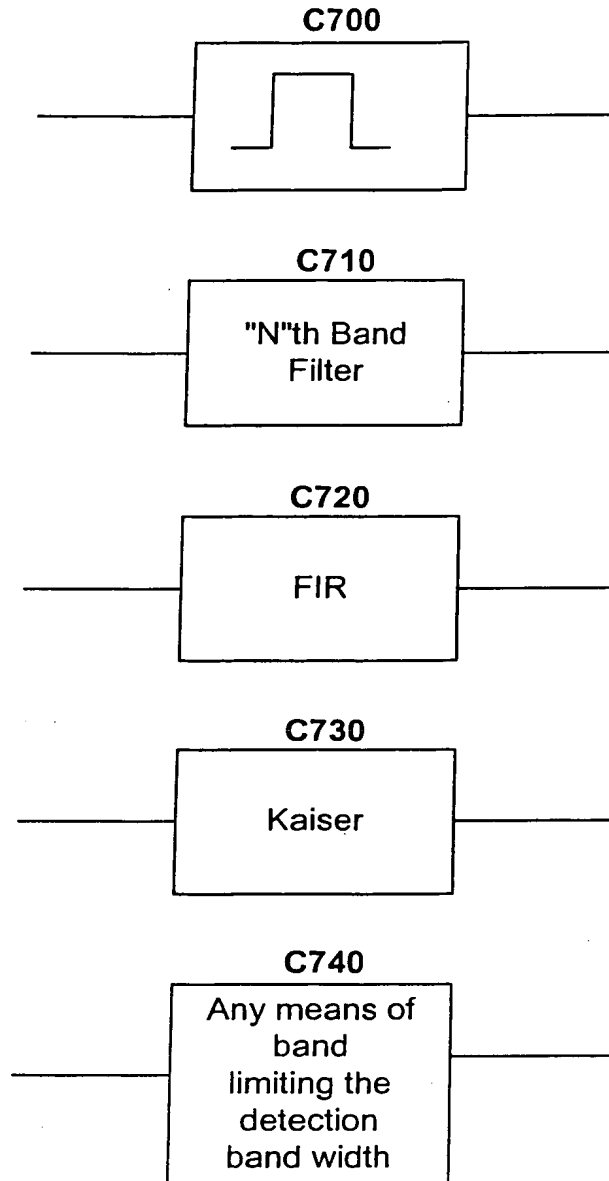 C700
C710
"N"th Band
Filter
C720
FIR
C730
Kaiser
C740
Any means of
band
limiting the
detection
band width